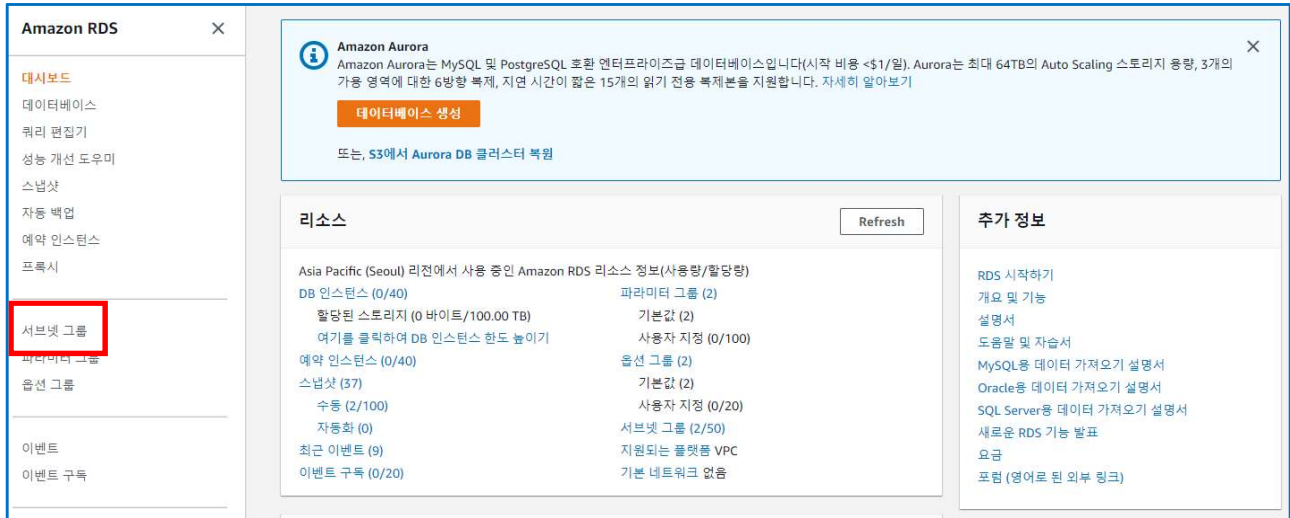 Amazon RDS
대시보드
데이터베이스
쿼리 편집기
성능 개선 도우미
스냅샷
자동 백업
예약 인스턴스
프록시
서브넷 그룹
파라미터 그룹
옵션 그룹
이벤트
이벤트 구독
Amazon Aurora
Amazon Aurora는 MySQL 및 PostgreSQL 호환 엔터프라이즈급 데이터베이스입니다(시작 비용 <$1/일). Aurora는 최대 64TB의 Auto Scaling 스토리지 용량, 3개의
가용 영역에 대한 6방향 복제, 지연 시간이 짧은 15개의 읽기 전용 복제본을 지원합니다. 자세히 알아보기
데이터베이스 생성
또는, S3에서 Aurora DB 클러스터 복원
리소스
Refresh
Asia Pacific (Seoul) 리전에서 사용 중인 Amazon RDS 리소스 정보(사용량/할당량)
DB 인스턴스 (0/40)
할당된 스토리지 (0 바이트/100.00 TB)
여기를 클릭하여 DB 인스턴스 한도 높이기
예약 인스턴스 (0/40)
스냅샷 (37)
수동 (2/100)
자동화 (0)
최근 이벤트 (9)
이벤트 구독 (0/20)
파라미터 그룹 (2)
기본값 (2)
사용자 지정 (0/100)
옵션 그룹 (2)
기본값 (2)
사용자 지정 (0/20)
서브넷 그룹 (2/50)
지원되는 플랫폼 VPC
기본 네트워크 없음
추가 정보
RDS 시작하기
개요 및 기능
설명서
도움말 및 자습서
MySQL용 데이터 가져오기 설명서
Oracle용 데이터 가져오기 설명서
SQL Server용 데이터 가져오기 설명서
새로운 RDS 기능 발표
요금
포럼 (영어로 된 외부 링크)